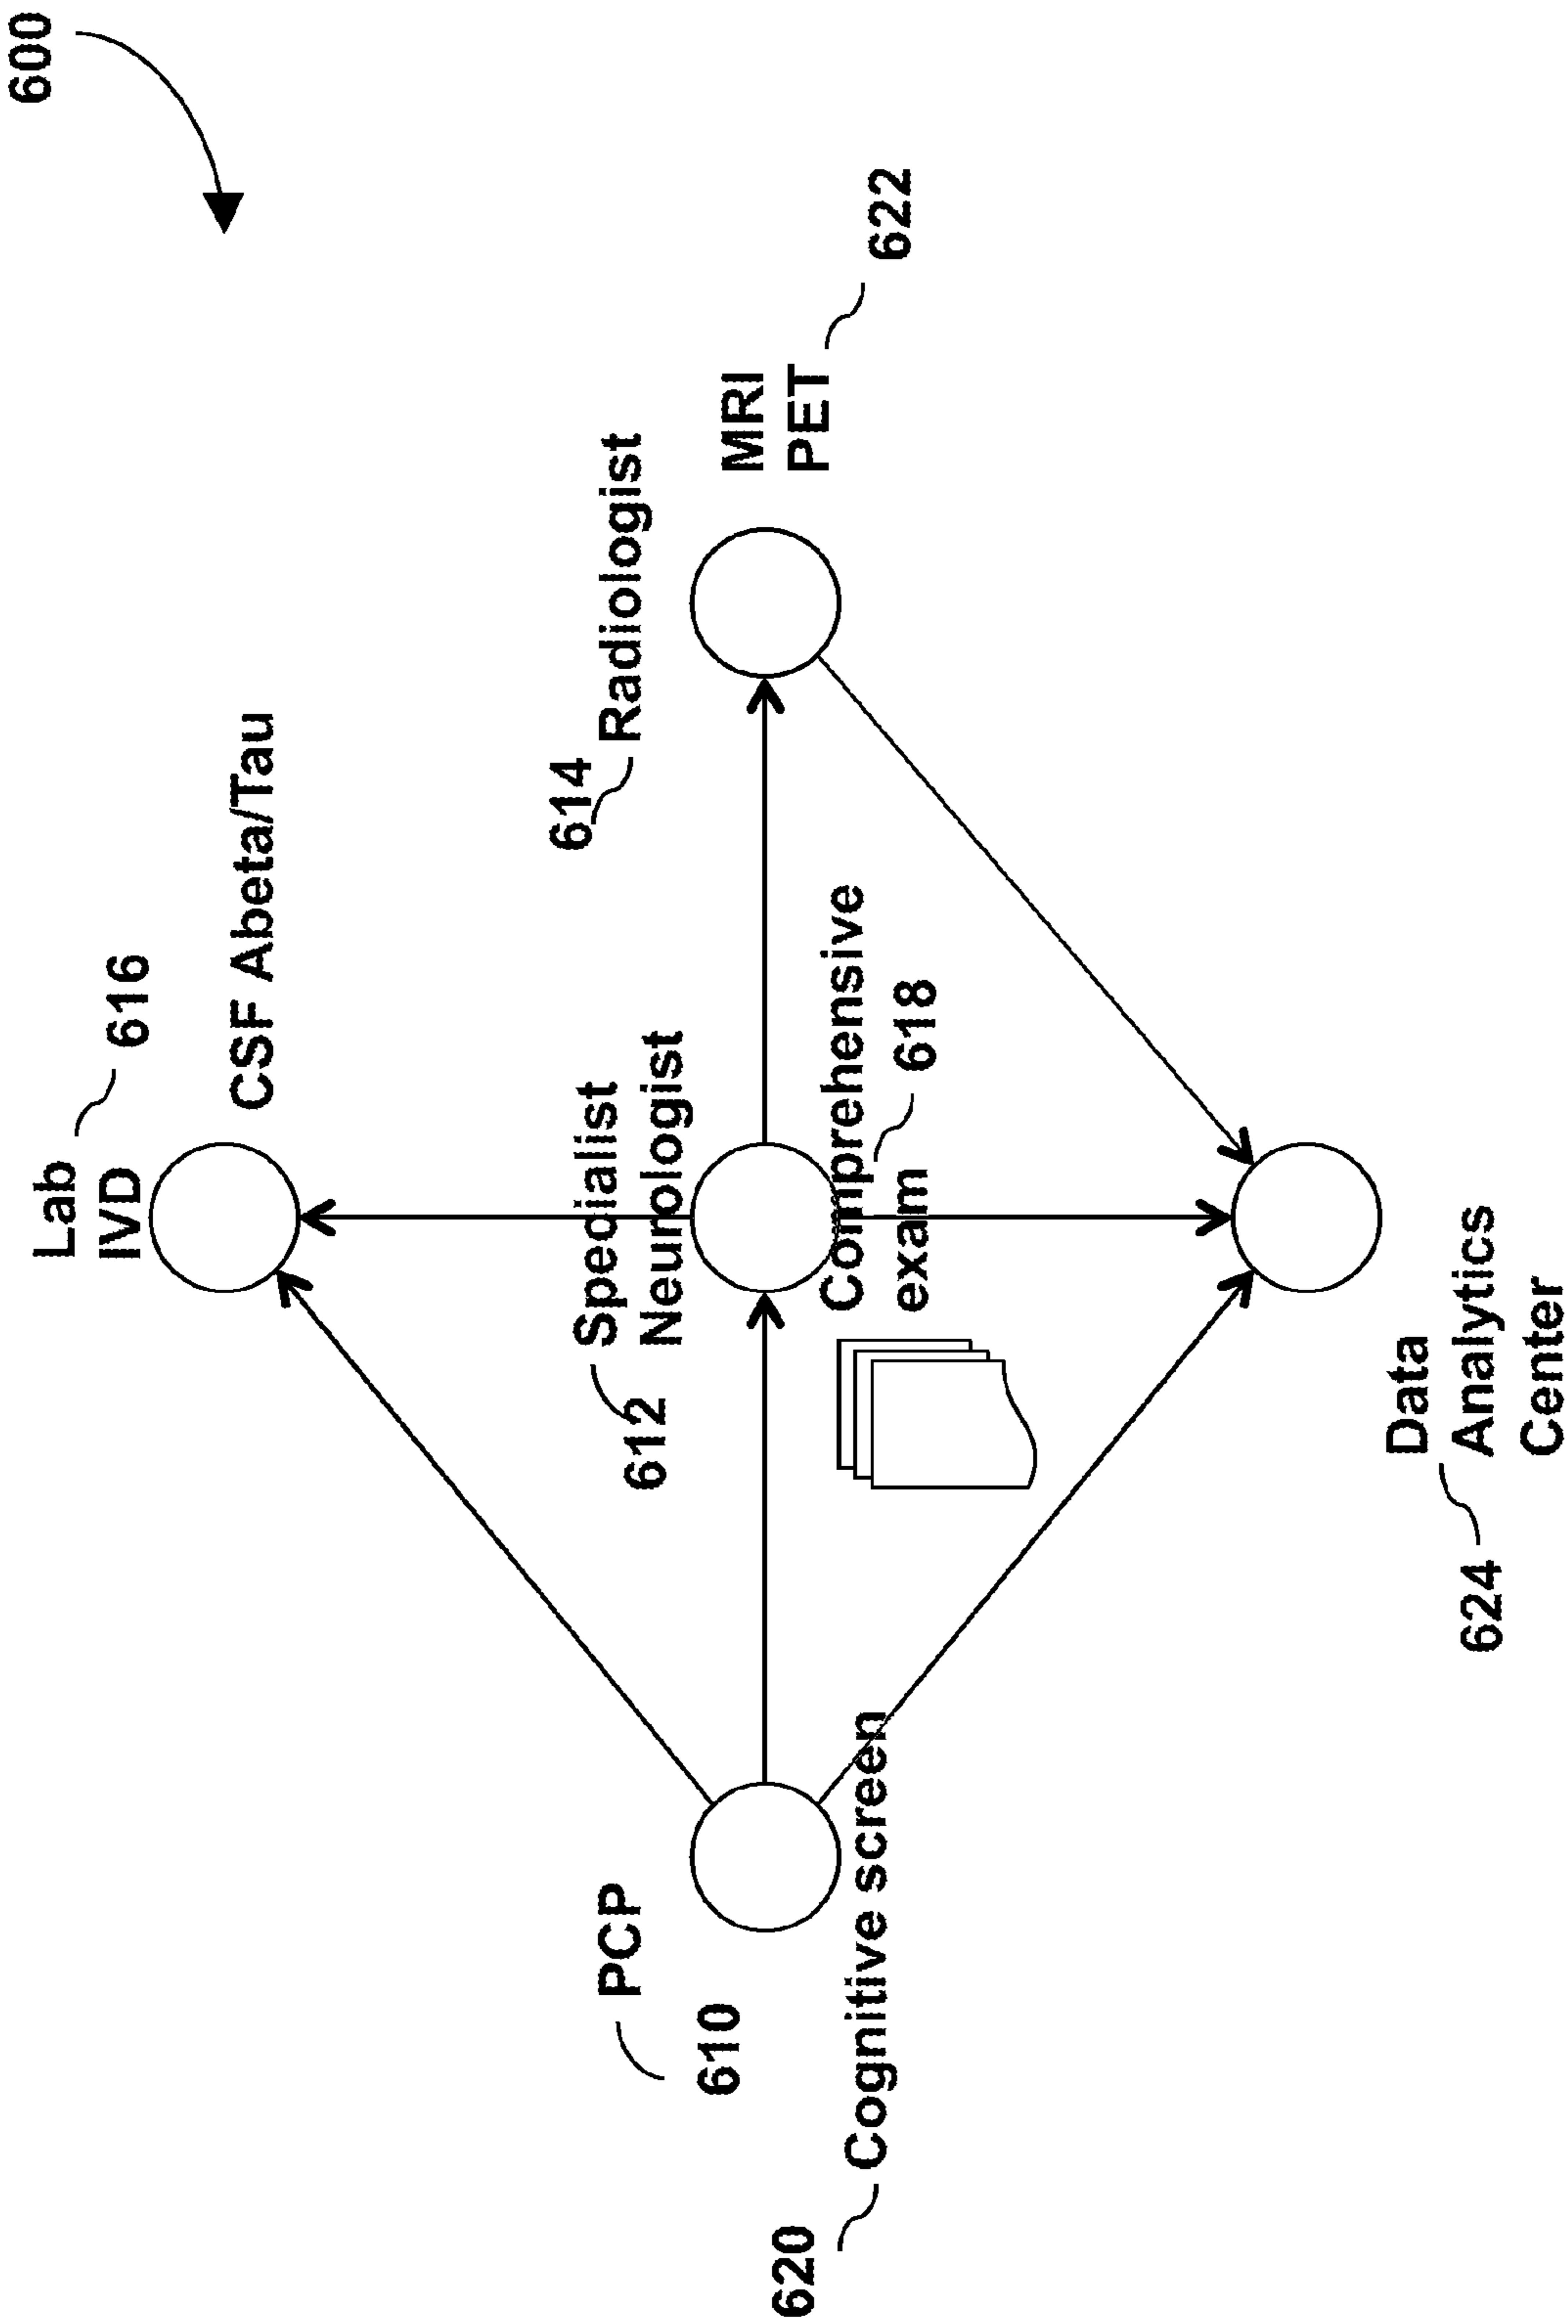 600
Lab
IVD
616
CSF Abeta/Tau
Specialist
Neurologist
612
614
Radiologist
MRI
PET
622
PCP
610
Comprehensive
exam
618
620
Cognitive screen
Data
Analytics
Center
624